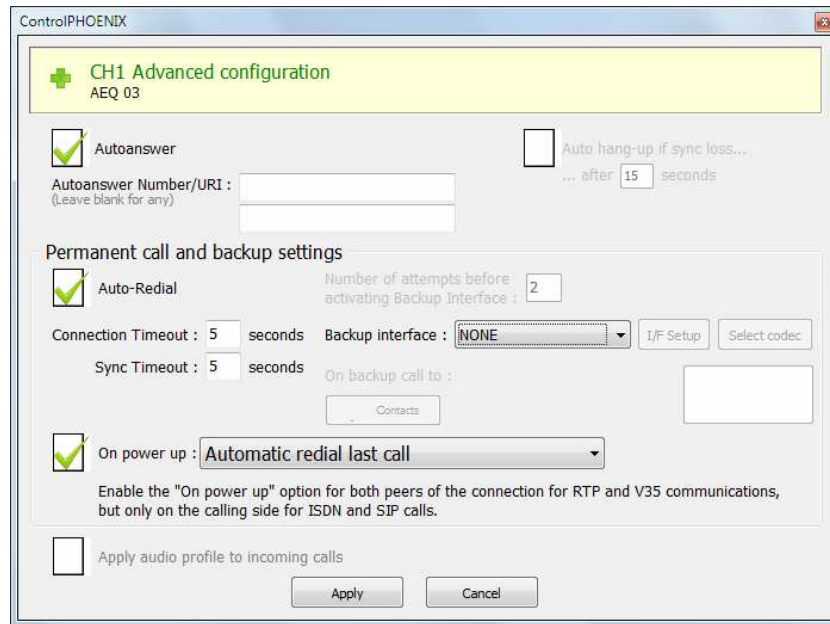 ControlPHOENIX
CH1 Advanced configuration
AEQ 03
Autoanswer
Auto hang-up if sync loss...
... after 15 seconds
Autoanswer Number/URI :
(Leave blank for any)
Permanent call and backup settings
Auto-Redial
Number of attempts before
activating Backup Interface : 2
Connection Timeout : 5 seconds
Backup interface : NONE
I/F Setup
Select codec
Sync Timeout : 5 seconds
On backup call to :
Contacts
On power up : Automatic redial last call
Enable the "On power up" option for both peers of the connection for RTP and V35 communications,
but only on the calling side for ISDN and SIP calls.
Apply audio profile to incoming calls
Apply
Cancel